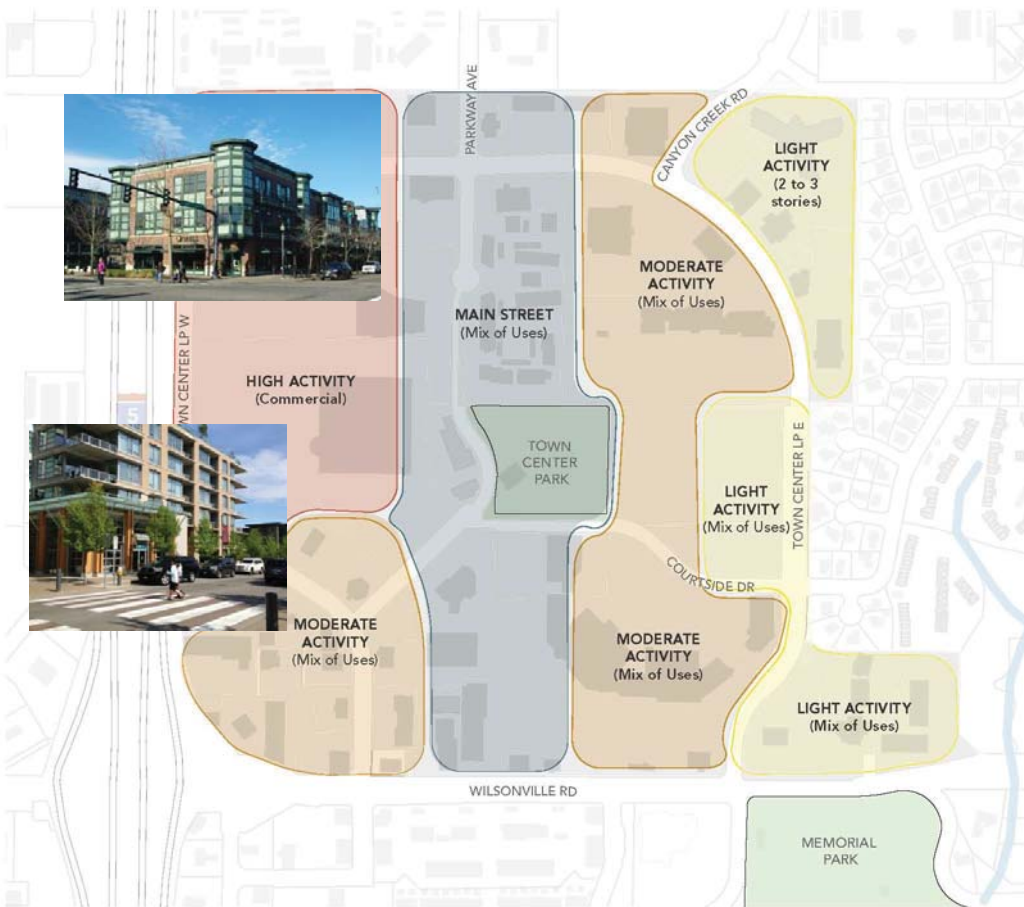 PARKWAY AVE
CANYON CREEK RD
LIGHT
ACTIVITY
(2 to 3
stories)
MODERATE
ACTIVITY
(Mix of Uses)
MAIN STREET
(Mix of Uses)
WN CENTER LP W
HIGH ACTIVITY
(Commercial)
5
TOWN
CENTER
PARK
LIGHT
ACTIVITY
(Mix of Uses)
TOWN CENTER LP E
COURTSIDE DR
MODERATE
ACTIVITY
(Mix of Uses)
MODERATE
ACTIVITY
(Mix of Uses)
LIGHT ACTIVITY
(Mix of Uses)
WILSONVILLE RD
MEMORIAL
PARK